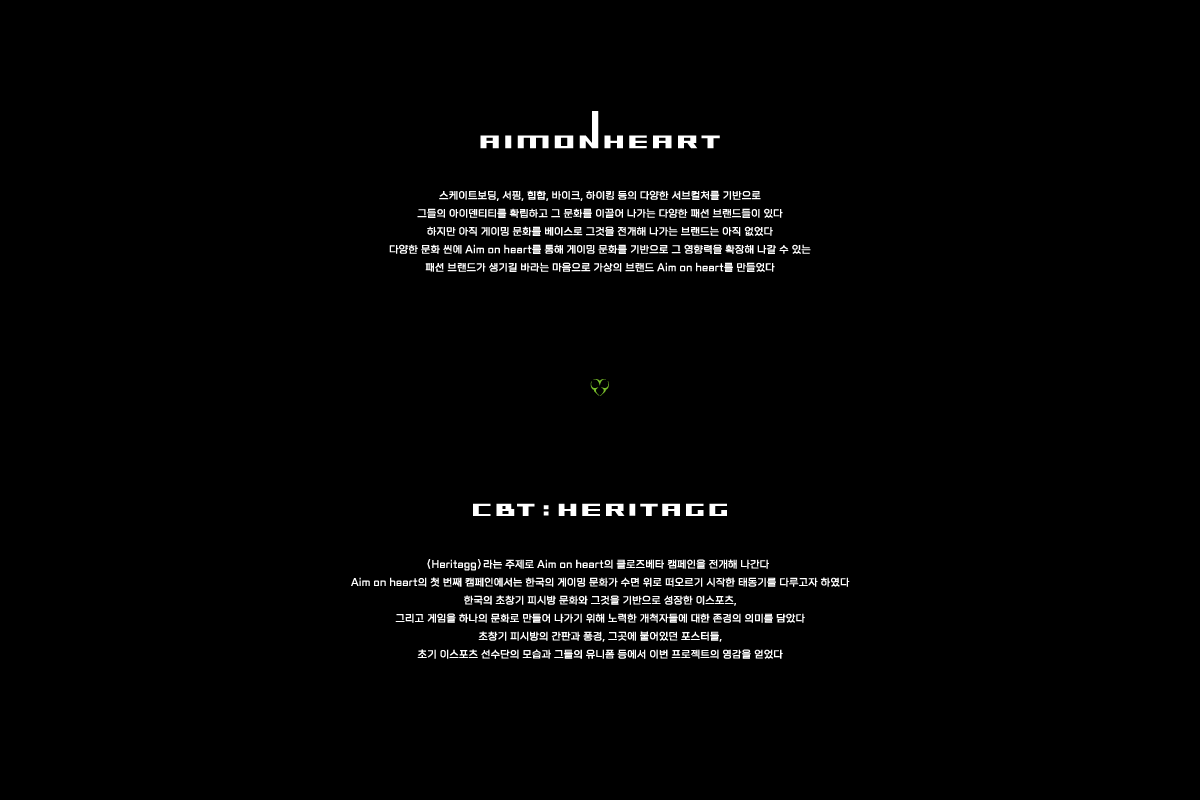 AIMONHEART
스케이트보딩, 서핑, 힙합, 바이크, 하이킹 등의 다양한 서브컬처를 기반으로
그들의 아이덴티티를 확립하고 그 문화를 이끌어 나가는 다양한 패션 브랜드들이 있다
하지만 아직 게이밍 문화를 베이스로 그것을 전개해 나가는 브랜드는 아직 없었다
다양한 문화 씬에 Aim on heart를 통해 게이밍 문화를 기반으로 그 영향력을 확장해 나갈 수 있는
패션 브랜드가 생기길 바라는 마음으로 가상의 브랜드 Aim on heart를 만들었다
CBT : HERITAGG
〈Heritagg〉라는 주제로 Aim on heart의 클로즈베타 캠페인을 전개해 나간다
Aim on heart의 첫 번째 캠페인에서는 한국의 게이밍 문화가 수면 위로 떠오르기 시작한 태동기를 다루고자 하였다
한국의 초창기 피시방 문화와 그것을 기반으로 성장한 이스포츠,
그리고 게임을 하나의 문화로 만들어 나가기 위해 노력한 개척자들에 대한 존경의 의미를 담았다
초창기 피시방의 간판과 풍경, 그곳에 붙어있던 포스터들,
초기 이스포츠 선수단의 모습과 그들의 유니폼 등에서 이번 프로젝트의 영감을 얻었다